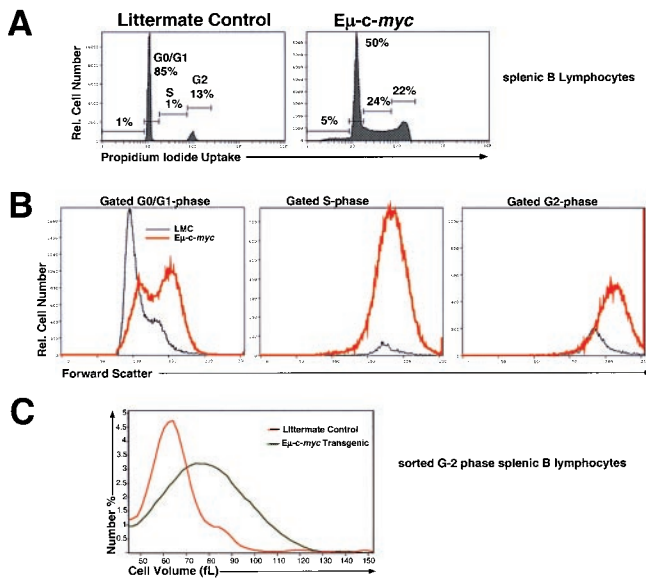 A
Littermate Control
Eμ-c-myc
Rel. Cell Number
G0/G1
85%
S
1%
G2
13%
1%
50%
24%
22%
5%
splenic B Lymphocytes
Propidium Iodide Uptake
B
Gated G0/G1-phase
Gated S-phase
Gated G2-phase
LMC
Eμ-c-myc
Rel. Cell Number
Forward Scatter
C
Number %
5
4.5
4
3.5
3
2.5
2
1.5
1
0.5
0
Littermate Control
Eμ-c-myc Transgenic
sorted G-2 phase splenic B lymphocytes
50 60 70 80 90 100 110 120 130 140 150
Cell Volume (fL)